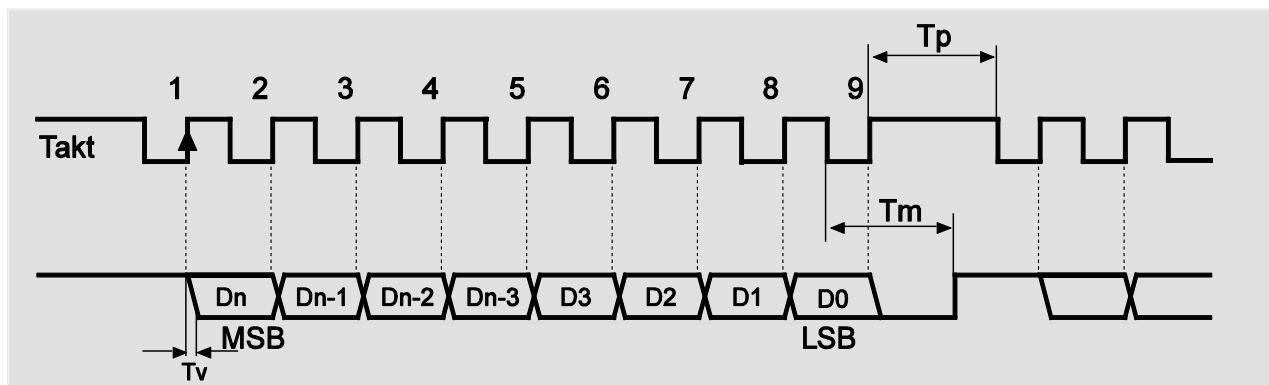 Tp
1 2 3 4 5 6 7 8 9
Takt
Tm
Dn Dn-1 Dn-2 Dn-3 D3 D2 D1 D0
MSB LSB
Tv